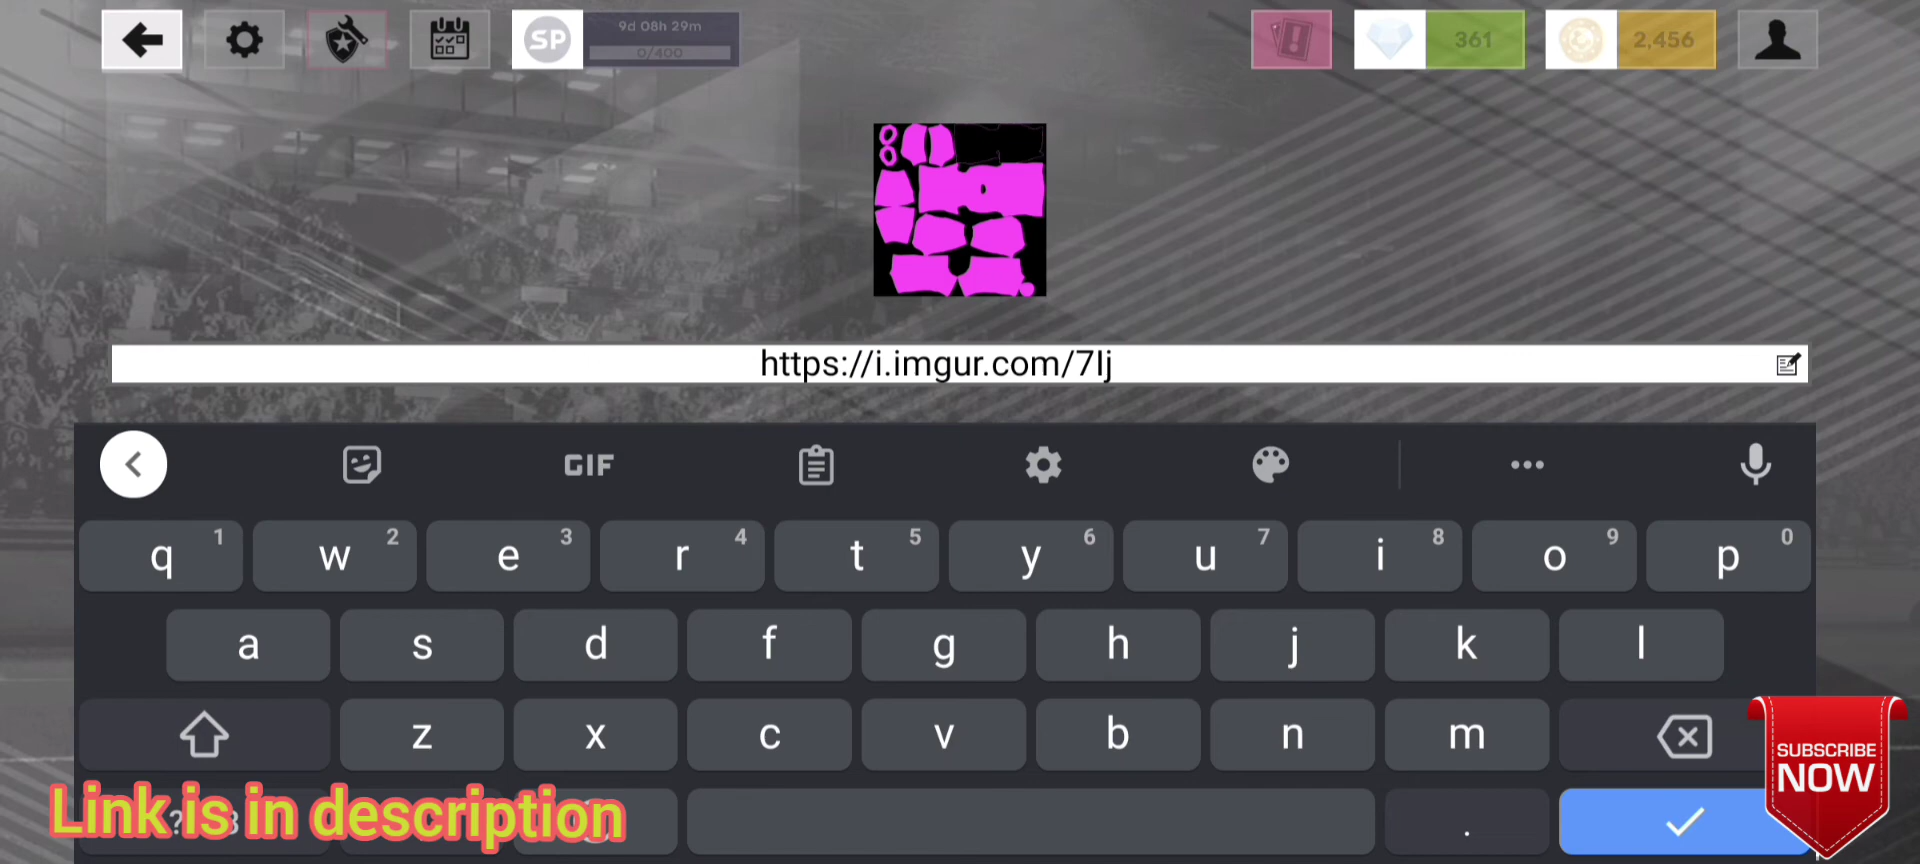 SP
9d 08h 29m
0/400
361
2,456
https://i.imgur.com/7Ij
GIF
q 1 w 2 e 3 r 4 t 5 y 6 u 7 i 8 o 9 p 0
a s d f g h j k l
z x c v b n m
SUBSCRIBE
NOW
Link is in description
.